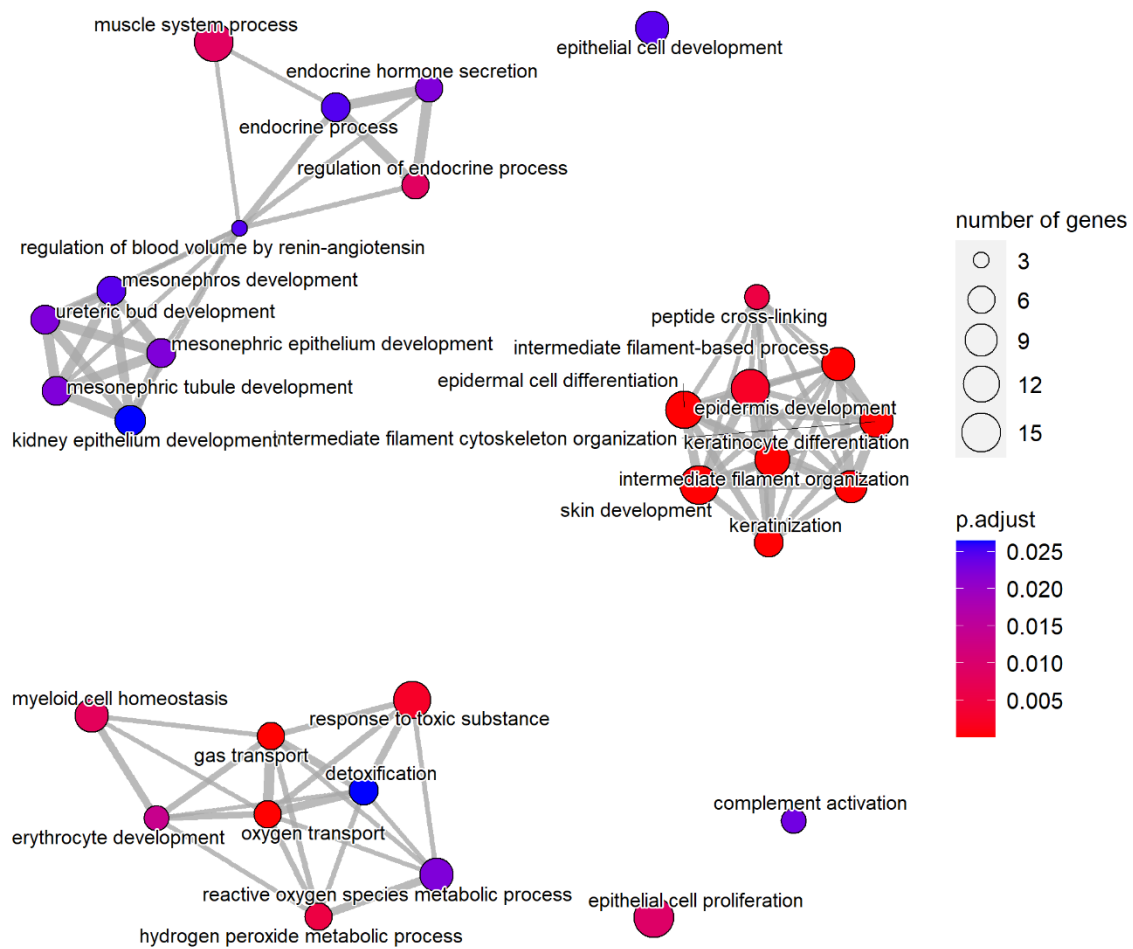 muscle system process
epithelial cell development
endocrine hormone secretion
endocrine process
regulation of endocrine process
regulation of blood volume by renin-angiotensin
mesonephros development
ureteric bud development
mesonephric epithelium development
mesonephric tubule development
kidney epithelium development
peptide cross-linking
intermediate filament-based process
epidermal cell differentiation
epidermis development
intermediate filament cytoskeleton organization
keratinocyte differentiation
intermediate filament organization
skin development
keratinization
number of genes
3
6
9
12
15
p.adjust
0.025
0.020
0.015
0.010
0.005
myeloid cell homeostasis
response to toxic substance
gas transport
detoxification
erythrocyte development
oxygen transport
reactive oxygen species metabolic process
hydrogen peroxide metabolic process
complement activation
epithelial cell proliferation